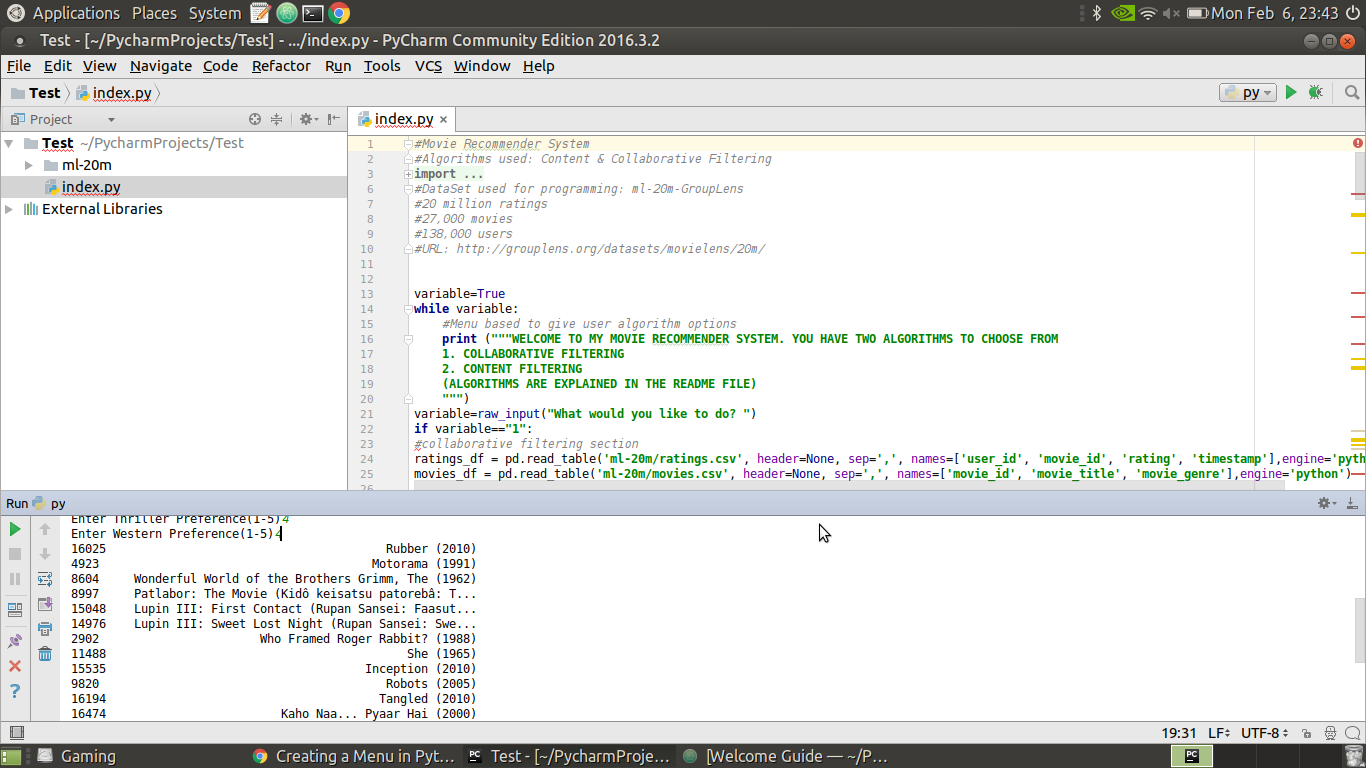 Applications Places System Mon Feb 6, 23:43
Test - [~/PycharmProjects/Test] - .../index.py - PyCharm Community Edition 2016.3.2
File Edit View Navigate Code Refactor Run Tools VCS Window Help
Test index.py py
Project
index.py
Test ~/PycharmProjects/Test
ml-20m
index.py
External Libraries
1 #Movie Recommender System
2 #Algorithms used: Content & Collaborative Filtering
3 import ...
6 #DataSet used for programming: ml-20m-GroupLens
7 #20 million ratings
8 #27,000 movies
9 #138,000 users
10 #URL: http://grouplens.org/datasets/movielens/20m/
11
12
13 variable=True
14 while variable:
15 #Menu based to give user algorithm options
16 print ("""WELCOME TO MY MOVIE RECOMMENDER SYSTEM. YOU HAVE TWO ALGORITHMS TO CHOOSE FROM
17 1. COLLABORATIVE FILTERING
18 2. CONTENT FILTERING
19 (ALGORITHMS ARE EXPLAINED IN THE README FILE)
20 """)
21 variable=raw_input("What would you like to do? ")
22 if variable=="1":
23 #collaborative filtering section
24 ratings_df = pd.read_table('ml-20m/ratings.csv', header=None, sep=',', names=['user_id', 'movie_id', 'rating', 'timestamp'],engine='pyth
25 movies_df = pd.read_table('ml-20m/movies.csv', header=None, sep=',', names=['movie_id', 'movie_title', 'movie_genre'],engine='python')
26
Run py
Enter Thriller Preference(1-5)4
Enter Western Preference(1-5)4
16025 Rubber (2010)
4923 Motorama (1991)
8604 Wonderful World of the Brothers Grimm, The (1962)
8997 Patlabor: The Movie (Kidô keisatsu patorebâ: T...
15048 Lupin III: First Contact (Rupan Sansei: Faasut...
14976 Lupin III: Sweet Lost Night (Rupan Sansei: Swe...
2902 Who Framed Roger Rabbit? (1988)
11488 She (1965)
15535 Inception (2010)
9820 Robots (2005)
16194 Tangled (2010)
16474 Kaho Naa... Pyaar Hai (2000)
19:31 LF UTF-8
Gaming Creating a Menu in Pyt... Test - [~/PycharmProje... [Welcome Guide — ~/P...